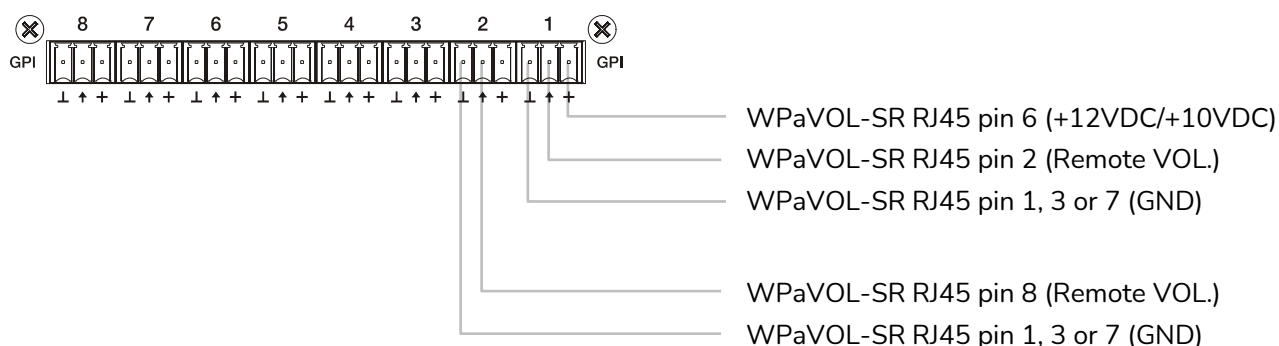 8 7 6 5 4 3 2 1
GPI GPI
⊥ ↑ + ⊥ ↑ + ⊥ ↑ + ⊥ ↑ + ⊥ ↑ + ⊥ ↑ + ⊥ ↑ + ⊥ ↑ +
WPaVOL-SR RJ45 pin 6 (+12VDC/+10VDC)
WPaVOL-SR RJ45 pin 2 (Remote VOL.)
WPaVOL-SR RJ45 pin 1, 3 or 7 (GND)
WPaVOL-SR RJ45 pin 8 (Remote VOL.)
WPaVOL-SR RJ45 pin 1, 3 or 7 (GND)